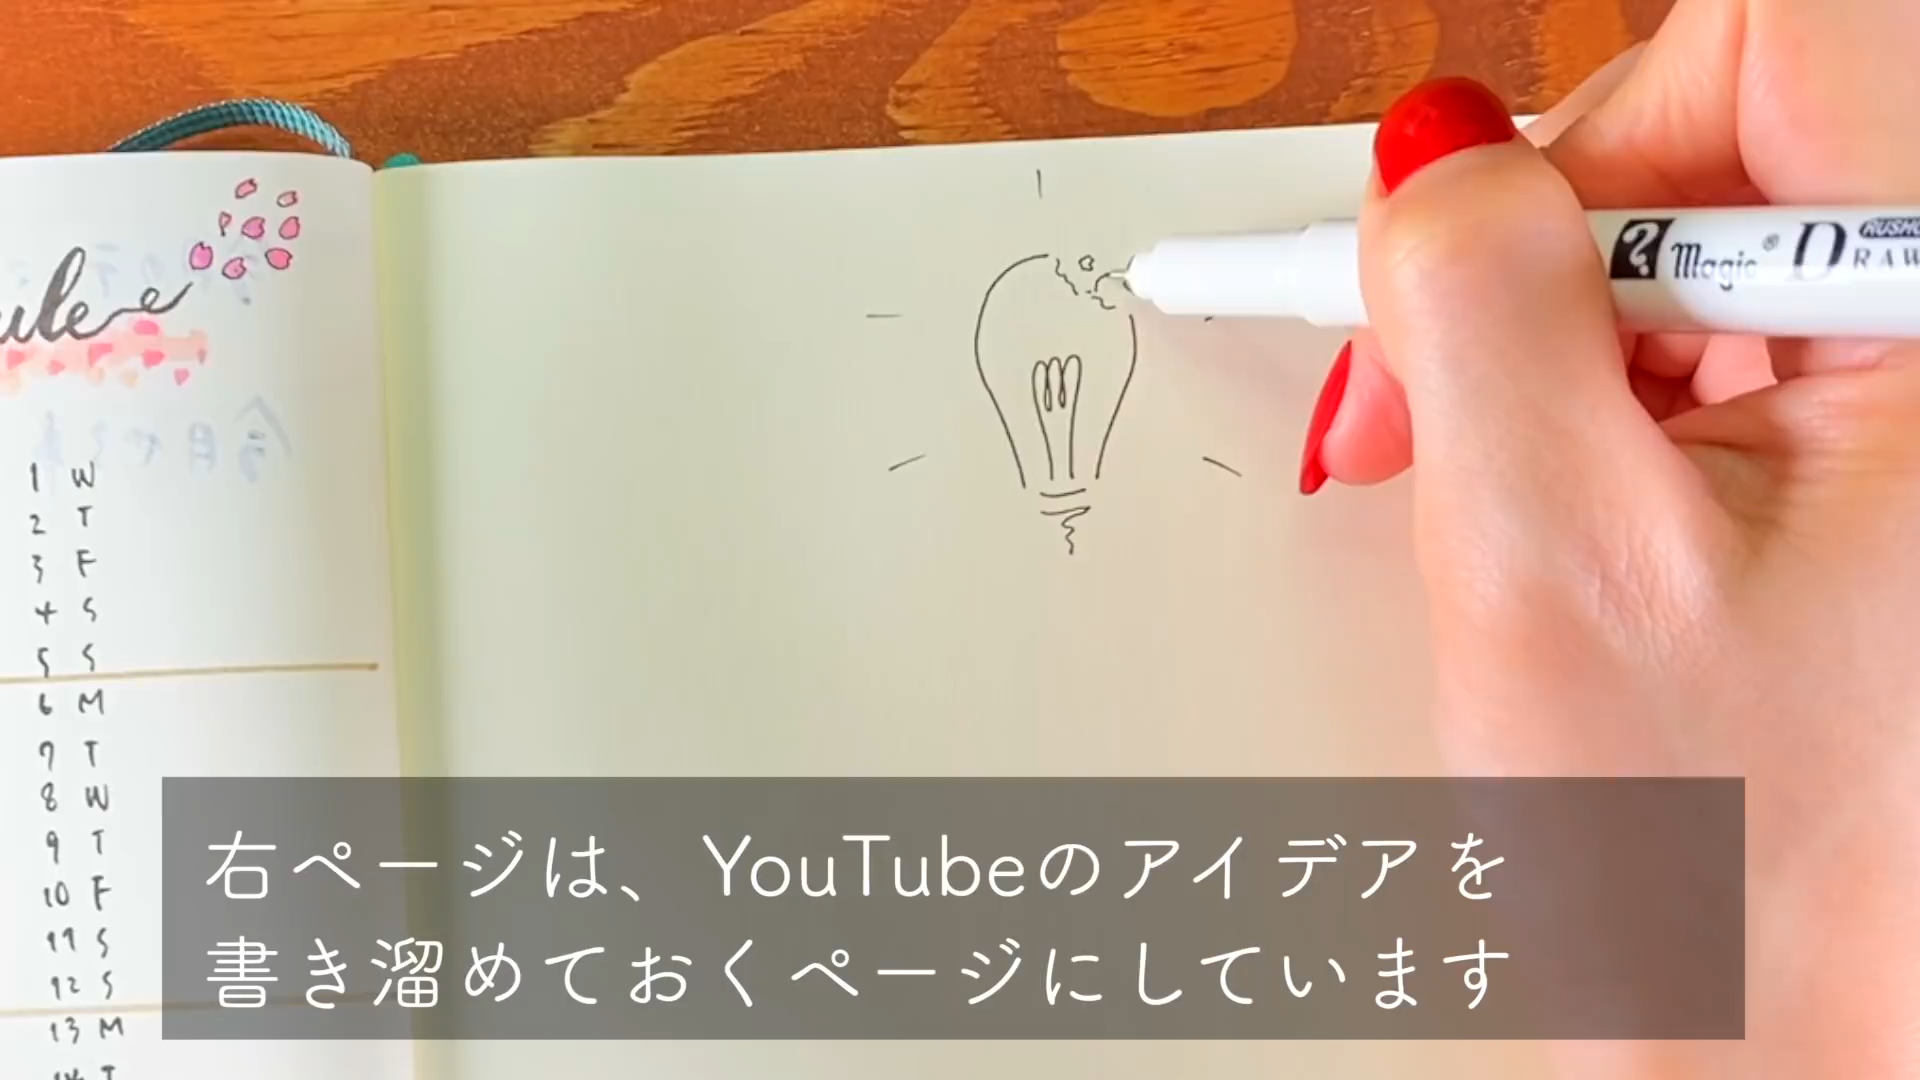 ule
1 W
2 T
3 F
4 S
5 S
6 M
7 T
8 W
9 T
10 F
11 S
12 S
13 M
14 T
? Magic® DRAW
RUSHO
右ページは、YouTubeのアイデアを
書き溜めておくページにしています